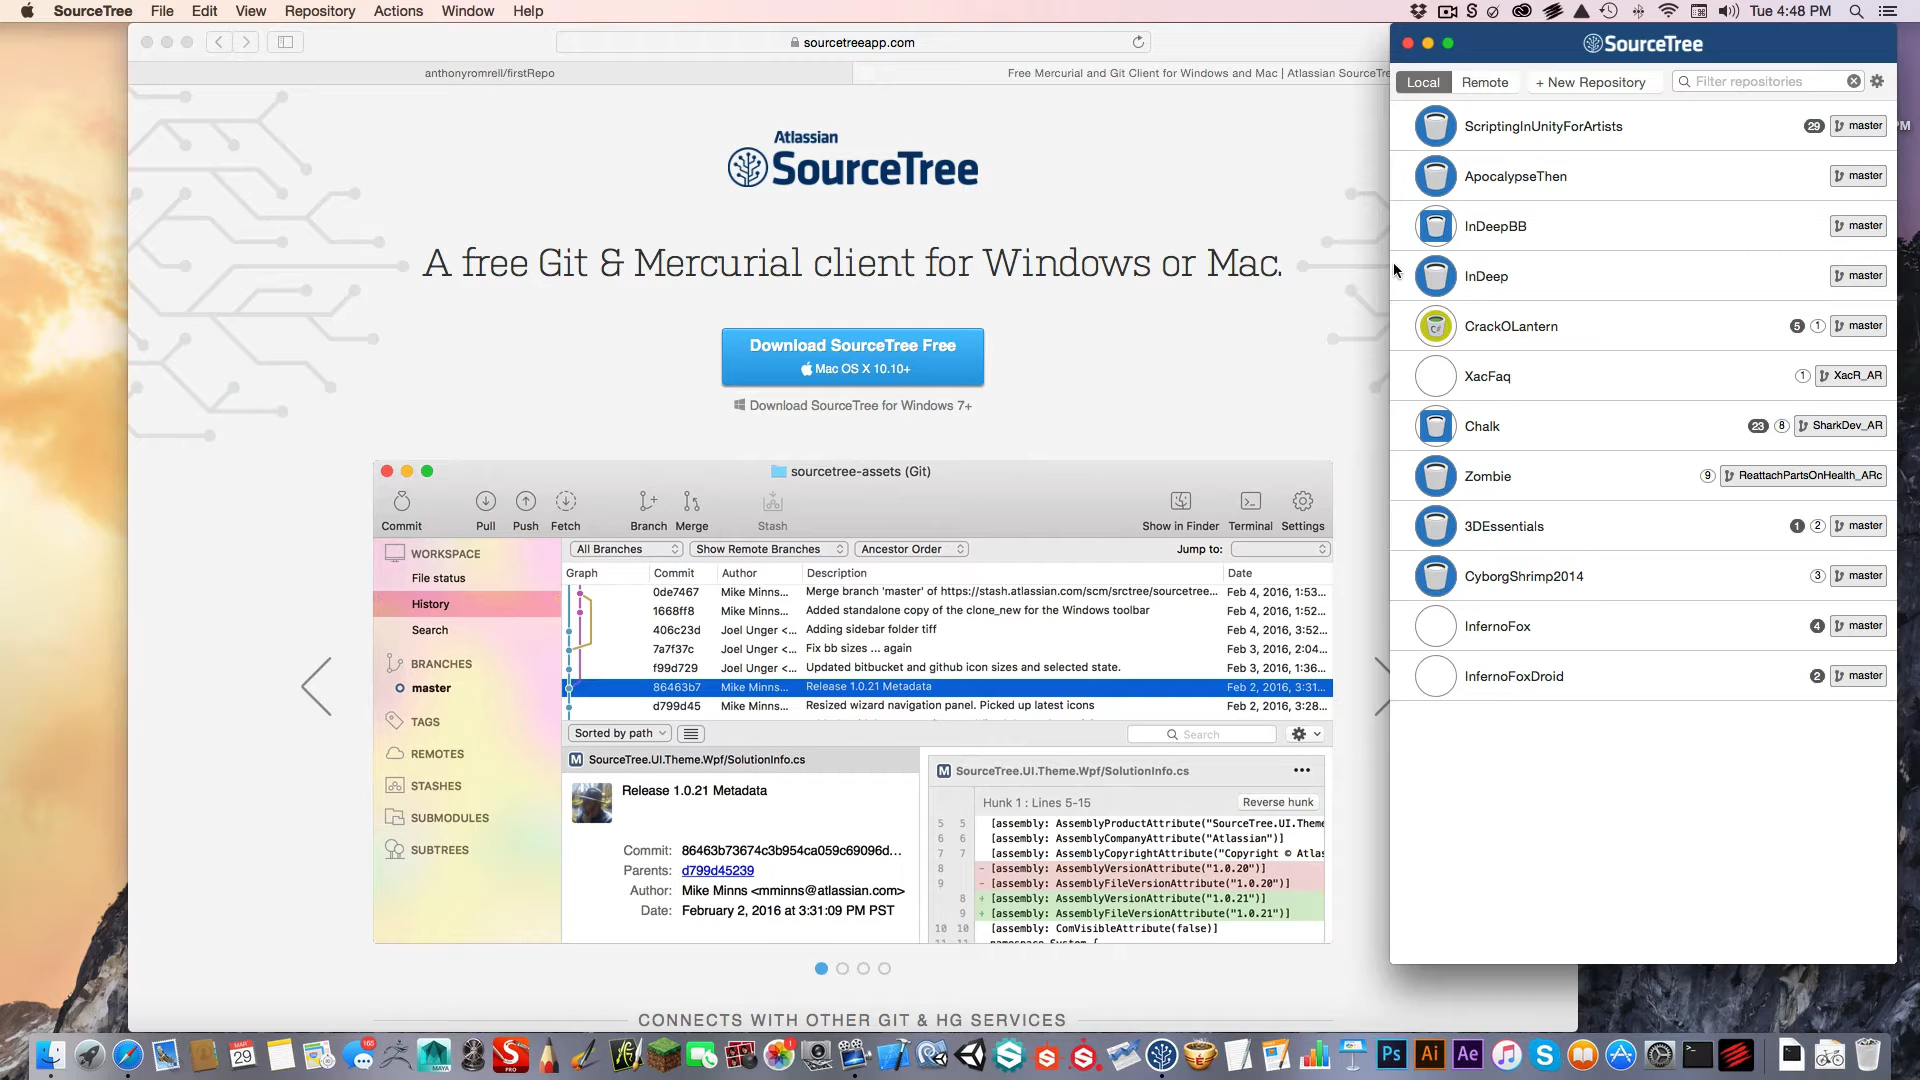 SourceTree File Edit View Repository Actions Window Help
Tue 4:48 PM
sourcetreeapp.com
anthonyromrell/firstRepo
Free Mercurial and Git Client for Windows and Mac | Atlassian SourceTre
Atlassian
SourceTree
A free Git & Mercurial client for Windows or Mac.
Download SourceTree Free
Mac OS X 10.10+
Download SourceTree for Windows 7+
sourcetree-assets (Git)
Commit Pull Push Fetch Branch Merge Stash Show in Finder Terminal Settings
WORKSPACE
File status
History
Search
BRANCHES
master
TAGS
REMOTES
STASHES
SUBMODULES
SUBTREES
All Branches Show Remote Branches Ancestor Order Jump to:
Graph Commit Author Description Date
0de7467 Mike Minns... Merge branch 'master' of https://stash.atlassian.com/scm/srctree/sourcetree... Feb 4, 2016, 1:53...
1668ff8 Mike Minns... Added standalone copy of the clone_new for the Windows toolbar Feb 4, 2016, 1:52...
406c23d Joel Unger <... Adding sidebar folder tiff Feb 4, 2016, 3:52...
7a7f37c Joel Unger <... Fix bb sizes ... again Feb 3, 2016, 2:04...
f99d729 Joel Unger <... Updated bitbucket and github icon sizes and selected state. Feb 3, 2016, 1:36...
86463b7 Mike Minns... Release 1.0.21 Metadata Feb 2, 2016, 3:31...
d799d45 Mike Minns... Resized wizard navigation panel. Picked up latest icons Feb 2, 2016, 3:28...
Sorted by path Search
SourceTree.UI.Theme.Wpf/SolutionInfo.cs
Release 1.0.21 Metadata
Commit: 86463b73674c3b954ca059c69096d...
Parents: d799d45239
Author: Mike Minns <mminns@atlassian.com>
Date: February 2, 2016 at 3:31:09 PM PST
SourceTree.UI.Theme.Wpf/SolutionInfo.cs
Hunk 1 : Lines 5-15 Reverse hunk
5 5 [assembly: AssemblyProductAttribute("SourceTree.UI.Theme
6 6 [assembly: AssemblyCompanyAttribute("Atlassian")]
7 7 [assembly: AssemblyCopyrightAttribute("Copyright © Atlas
8 - [assembly: AssemblyVersionAttribute("1.0.20")]
9 - [assembly: AssemblyFileVersionAttribute("1.0.20")]
8 + [assembly: AssemblyVersionAttribute("1.0.21")]
9 + [assembly: AssemblyFileVersionAttribute("1.0.21")]
10 10 [assembly: ComVisibleAttribute(false)]
CONNECTS WITH OTHER GIT & HG SERVICES
SourceTree
Local Remote + New Repository Filter repositories
ScriptingInUnityForArtists 29 master
ApocalypseThen master
InDeepBB master
InDeep master
CrackOLantern 5 1 master
XacFaq 1 XacR_AR
Chalk 23 8 SharkDev_AR
Zombie 9 ReattachPartsOnHealth_ARc
3DEssentials 1 2 master
CyborgShrimp2014 3 master
InfernoFox 4 master
InfernoFoxDroid 2 master
MAR
29
165
MAYA
PRO
1
Ps
Ai
Ae